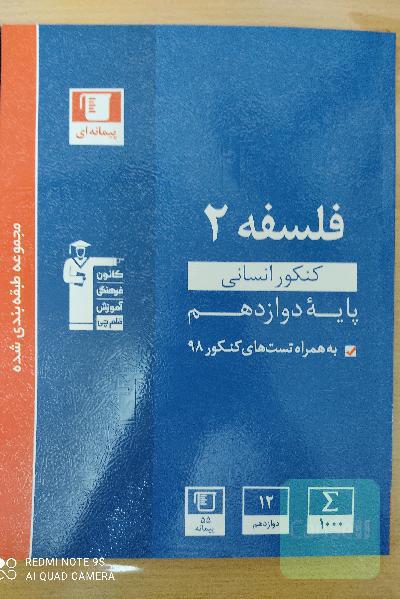 پیمانه‌ای
فلسفه ۲
کنکور انسانی
پایهٔ دوازدهم
به همراه تست‌های کنکور ۹۸
کانون
فرهنگی
آموزش
قلم‌چی
مجموعه طبقه‌بندی شده
Σ
۱۰۰۰
۱۲
دوازدهم
۵۵
پیمانه
REDMI NOTE 9S
AI QUAD CAMERA